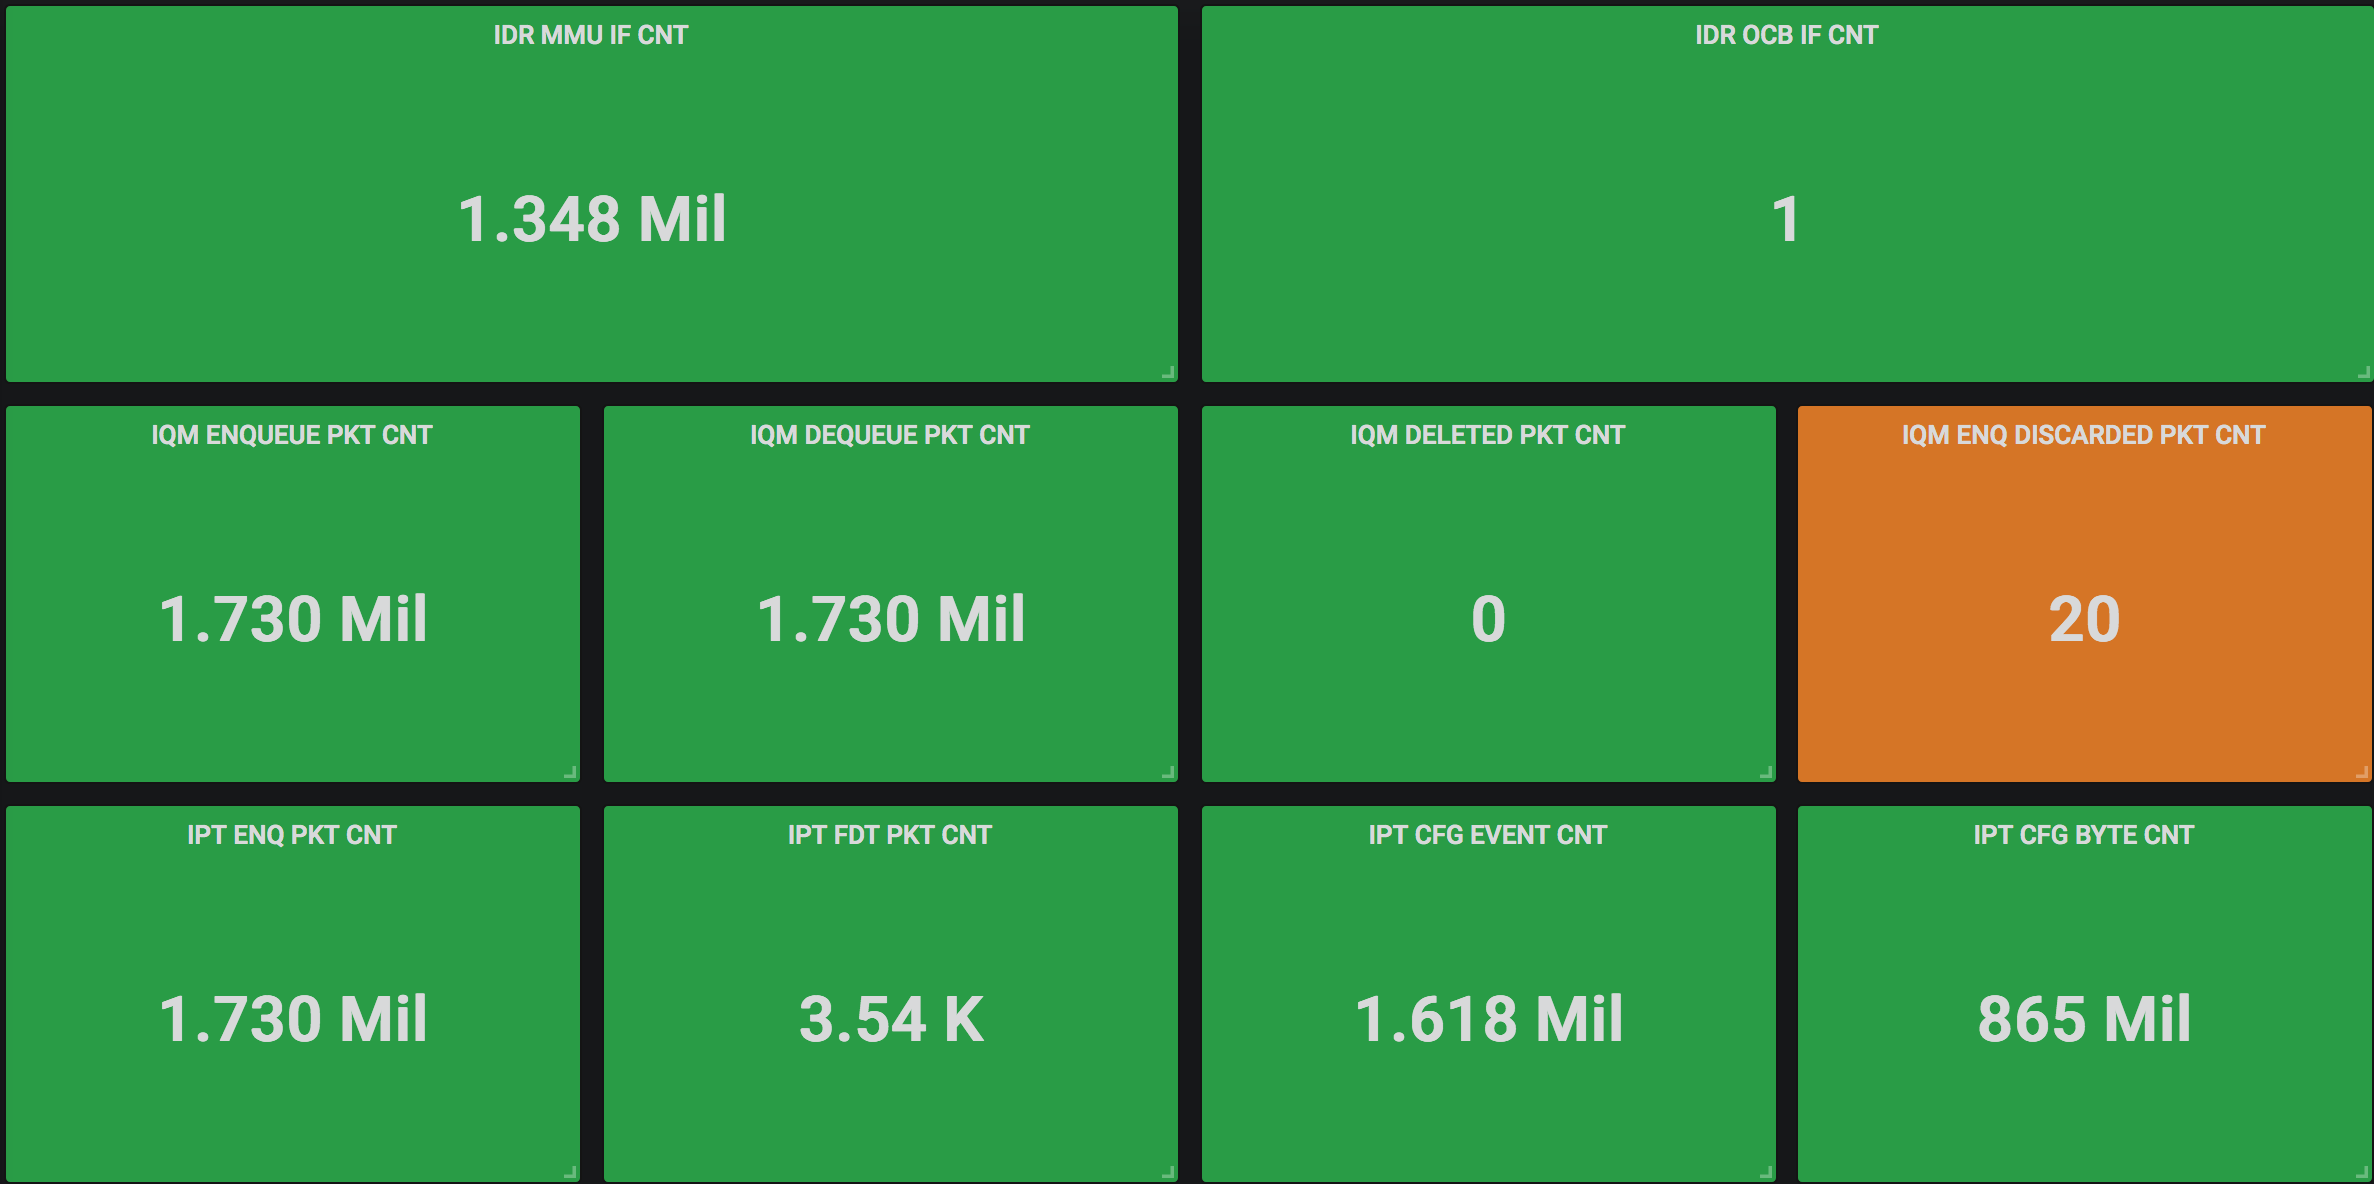 IDR MMU IF CNT
1.348 Mil
IDR OCB IF CNT
1
IQM ENQUEUE PKT CNT
1.730 Mil
IQM DEQUEUE PKT CNT
1.730 Mil
IQM DELETED PKT CNT
0
IQM ENQ DISCARDED PKT CNT
20
IPT ENQ PKT CNT
1.730 Mil
IPT FDT PKT CNT
3.54 K
IPT CFG EVENT CNT
1.618 Mil
IPT CFG BYTE CNT
865 Mil